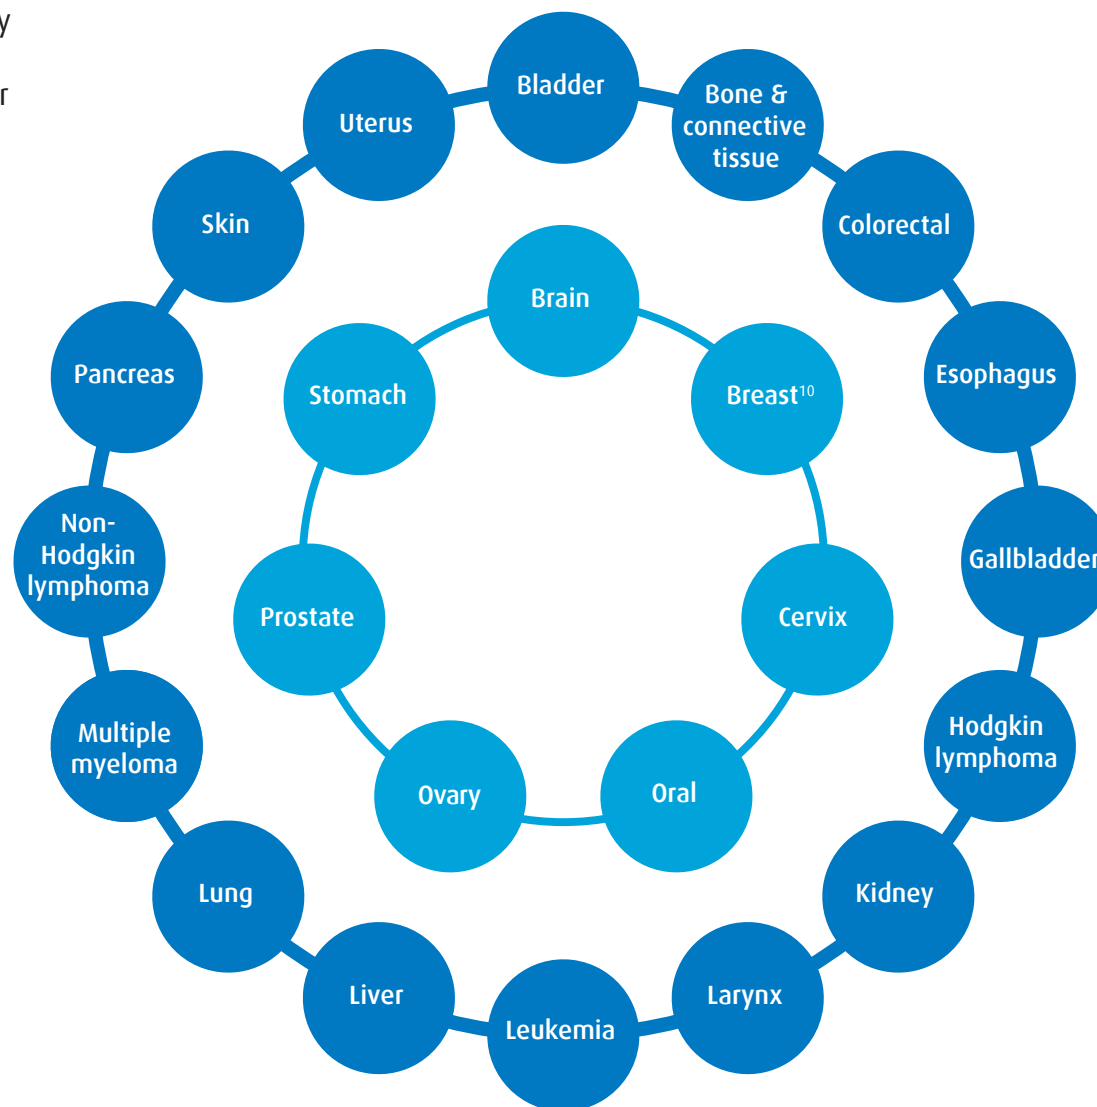 y
r
Bladder
Bone &
connective
tissue
Colorectal
Esophagus
Gallbladder
Hodgkin
lymphoma
Kidney
Larynx
Leukemia
Liver
Lung
Multiple
myeloma
Non-
Hodgkin
lymphoma
Pancreas
Skin
Uterus
Brain
Breast¹⁰
Cervix
Oral
Ovary
Prostate
Stomach